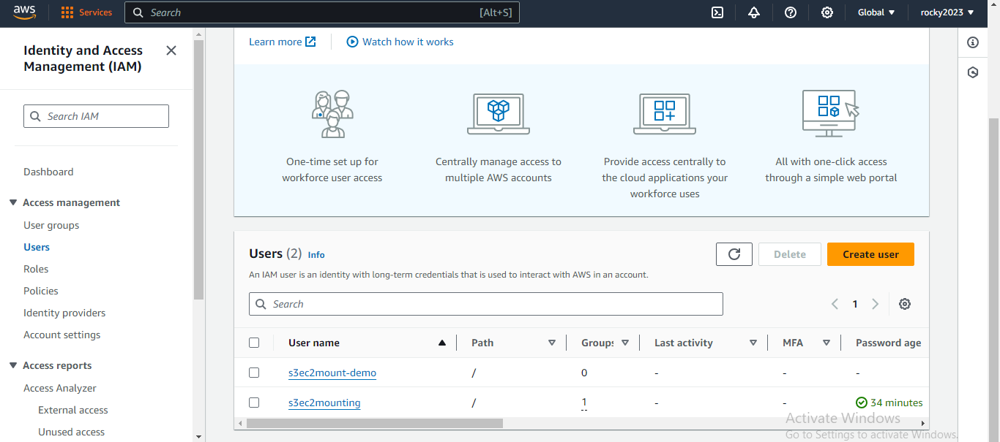 aws
Services
Search
[Alt+S]
Global
rocky2023
Identity and Access
Management (IAM)
Search IAM
Dashboard
Access management
User groups
Users
Roles
Policies
Identity providers
Account settings
Access reports
Access Analyzer
External access
Unused access
Learn more
Watch how it works
One-time set up for
workforce user access
Centrally manage access to
multiple AWS accounts
Provide access centrally to
the cloud applications your
workforce uses
All with one-click access
through a simple web portal
Users (2) Info
Delete
Create user
An IAM user is an identity with long-term credentials that is used to interact with AWS in an account.
Search
1
User name Path Groups Last activity MFA Password age
s3ec2mount-demo / 0 - - -
s3ec2mounting / 1 - - 34 minutes
Activate Windows
Go to Settings to activate Windows.